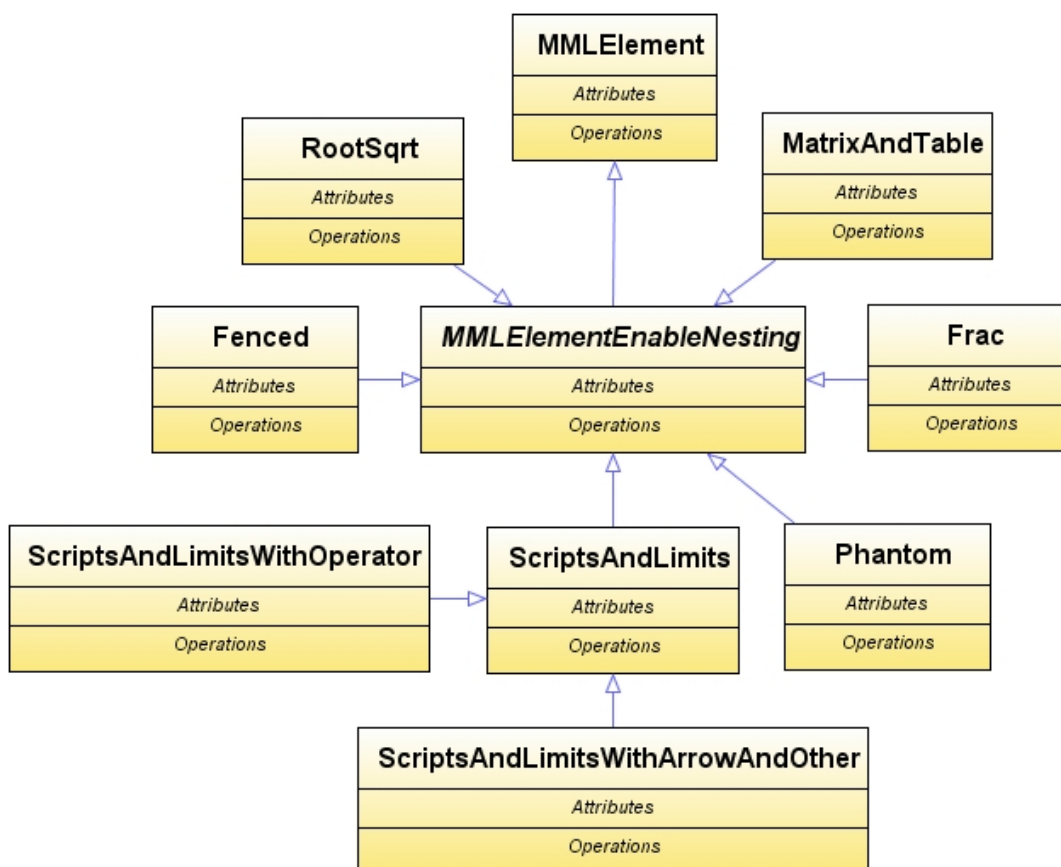 MMLElement
Attributes
Operations
RootSqrt
Attributes
Operations
MatrixAndTable
Attributes
Operations
Fenced
Attributes
Operations
MMLElementEnableNesting
Attributes
Operations
Frac
Attributes
Operations
ScriptsAndLimitsWithOperator
Attributes
Operations
ScriptsAndLimits
Attributes
Operations
Phantom
Attributes
Operations
ScriptsAndLimitsWithArrowAndOther
Attributes
Operations